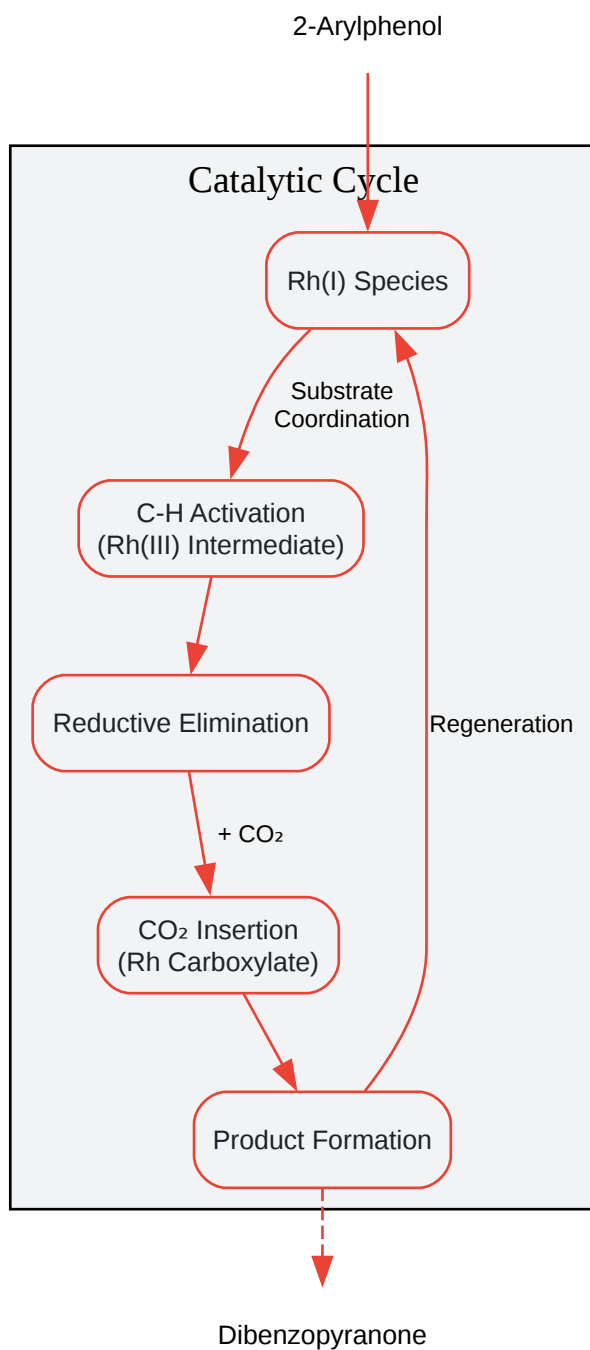 2-Arylphenol
Catalytic Cycle
Rh(I) Species
Substrate
Coordination
C-H Activation
(Rh(III) Intermediate)
Reductive Elimination
Regeneration
+ CO₂
CO₂ Insertion
(Rh Carboxylate)
Product Formation
Dibenzopyranone